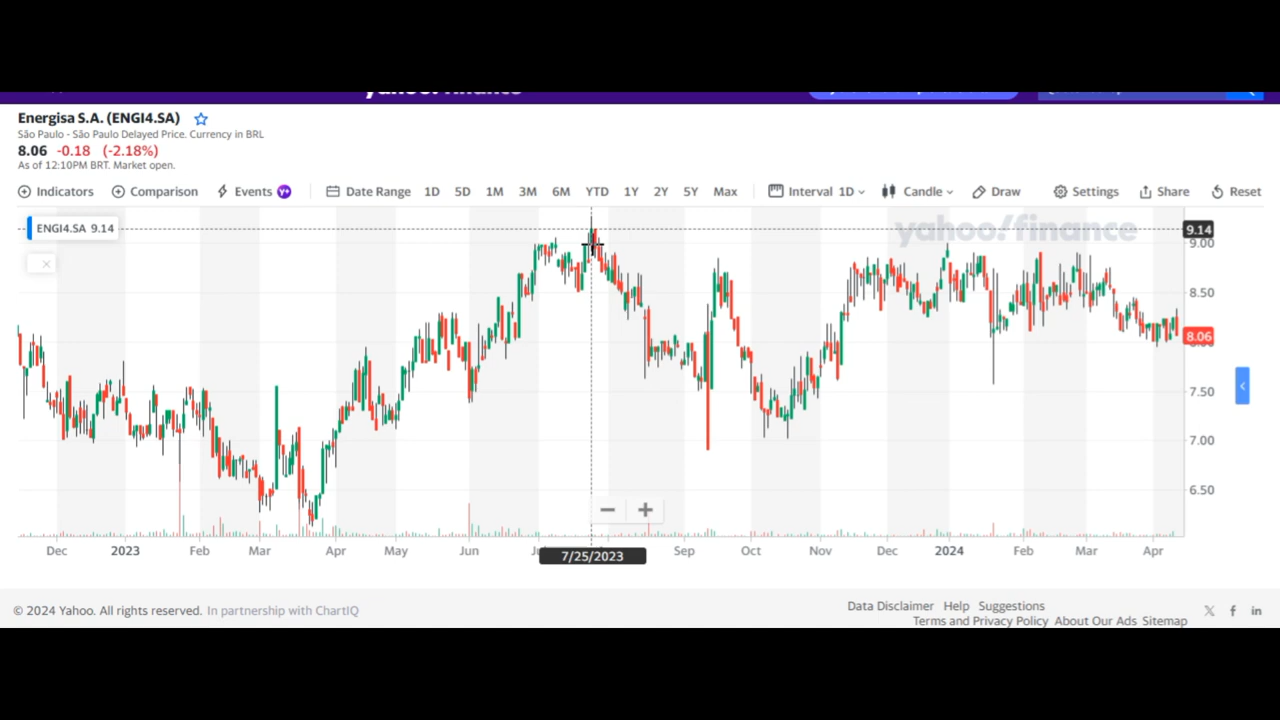 Energisa S.A. (ENGI4.SA)
São Paulo - São Paulo Delayed Price. Currency in BRL
8.06 -0.18 (-2.18%)
As of 12:10PM BRT. Market open.
Indicators Comparison Events Y+ Date Range 1D 5D 1M 3M 6M YTD 1Y 2Y 5Y Max Interval 1D Candle Draw Settings Share Reset
ENGI4.SA 9.14
yahoo!finance
9.14
9.00
8.50
8.06
8.00
7.50
7.00
6.50
Dec 2023 Feb Mar Apr May Jun 7/25/2023 Sep Oct Nov Dec 2024 Feb Mar Apr
© 2024 Yahoo. All rights reserved. In partnership with ChartIQ
Data Disclaimer Help Suggestions
Terms and Privacy Policy About Our Ads Sitemap